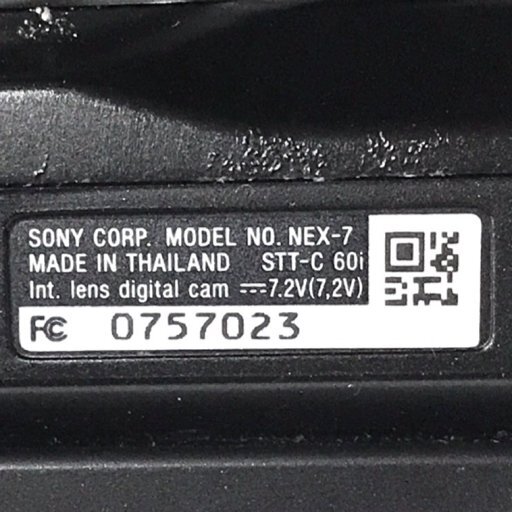 SONY CORP. MODEL NO. NEX-7
MADE IN THAILAND STT-C 60i
Int. lens digital cam ⎓7.2V(7,2V)
FC 0757023